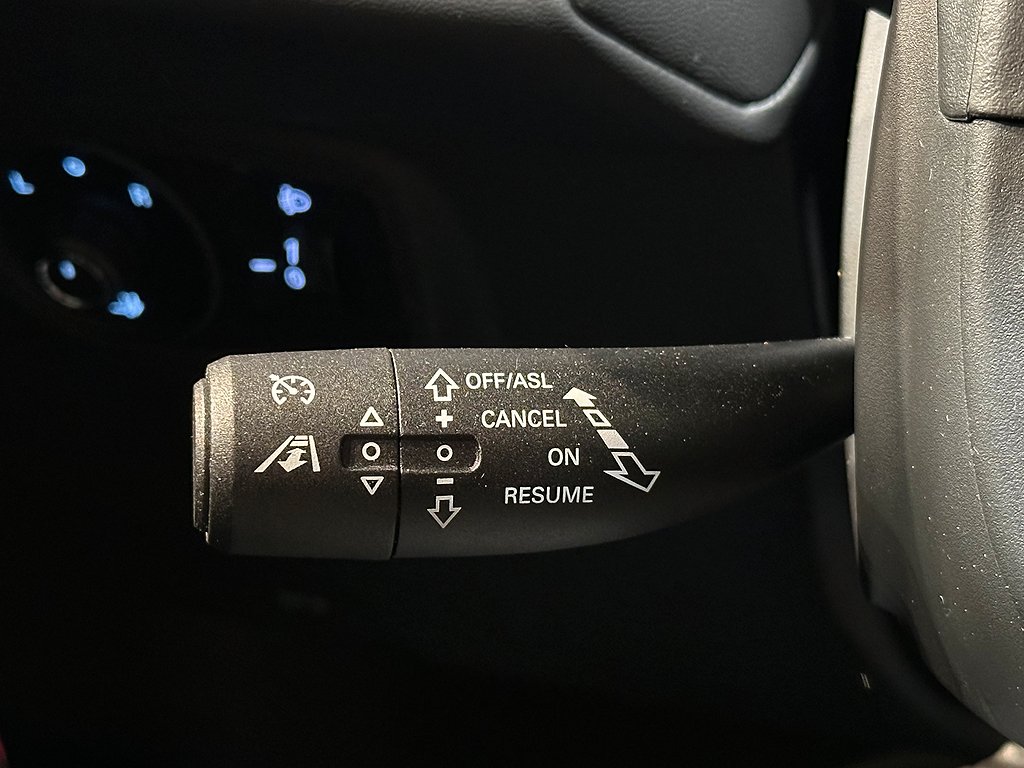 OFF/ASL
+ CANCEL
ON
-
RESUME